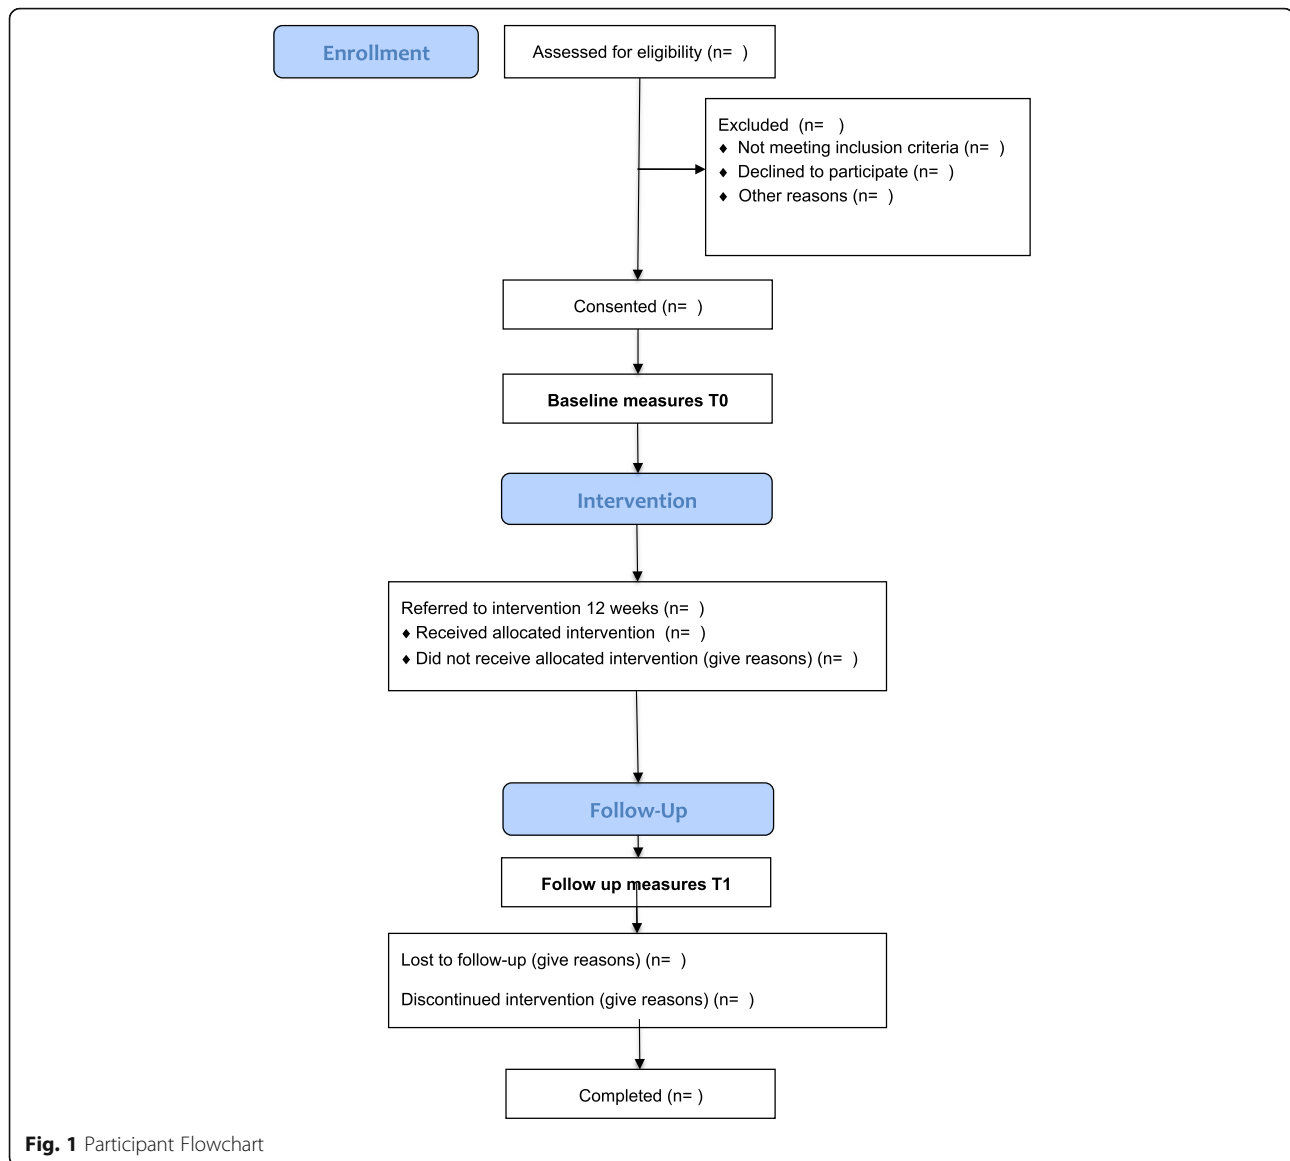 Enrollment
Assessed for eligibility (n=  )
Excluded  (n=   )
♦ Not meeting inclusion criteria (n=  )
♦ Declined to participate (n=  )
♦ Other reasons (n=  )
Consented (n=  )
Baseline measures T0
Intervention
Referred to intervention 12 weeks (n=  )
♦ Received allocated intervention  (n=  )
♦ Did not receive allocated intervention (give reasons) (n=  )
Follow-Up
Follow up measures T1
Lost to follow-up (give reasons) (n=  )
Discontinued intervention (give reasons) (n=  )
Completed (n= )
Fig. 1 Participant Flowchart